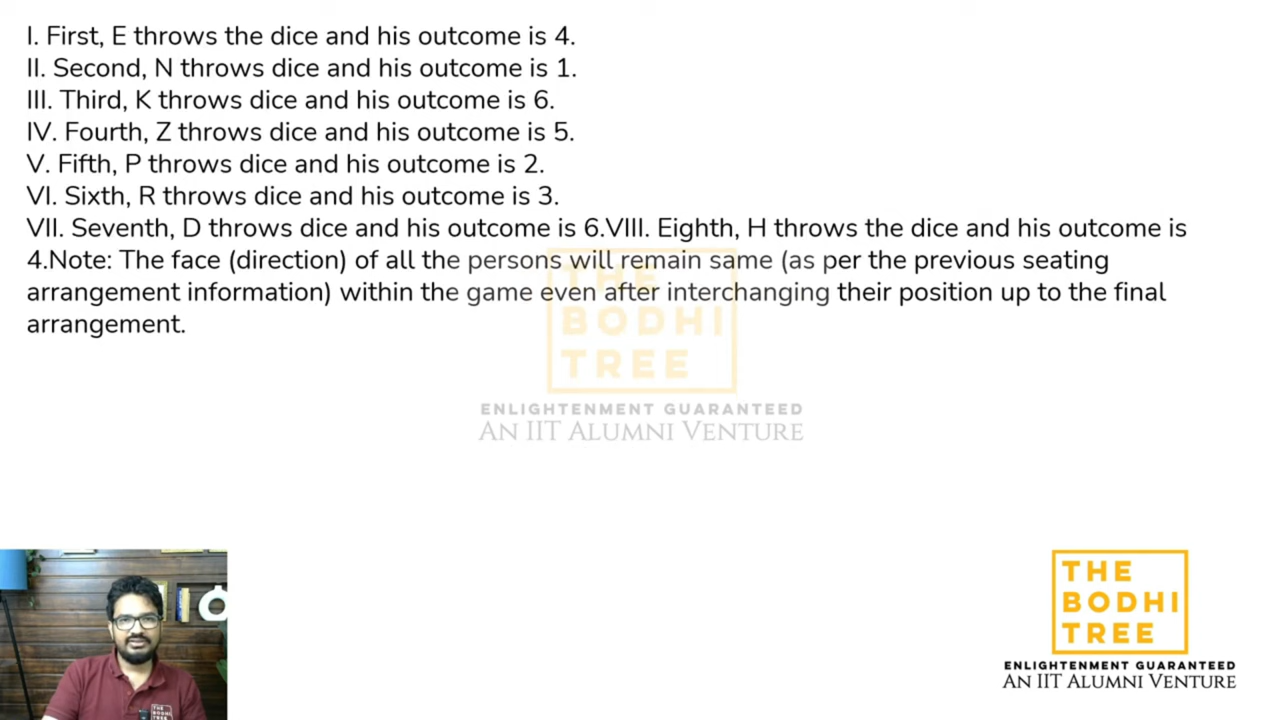 I. First, E throws the dice and his outcome is 4.
II. Second, N throws dice and his outcome is 1.
III. Third, K throws dice and his outcome is 6.
IV. Fourth, Z throws dice and his outcome is 5.
V. Fifth, P throws dice and his outcome is 2.
VI. Sixth, R throws dice and his outcome is 3.
VII. Seventh, D throws dice and his outcome is 6.VIII. Eighth, H throws the dice and his outcome is
4.Note: The face (direction) of all the persons will remain same (as per the previous seating
arrangement information) within the game even after interchanging their position up to the final
arrangement.
THE
BODHI
TREE
ENLIGHTENMENT GUARANTEED
AN IIT ALUMNI VENTURE
THE
BODHI
TREE
THE
BODHI
TREE
ENLIGHTENMENT GUARANTEED
AN IIT ALUMNI VENTURE